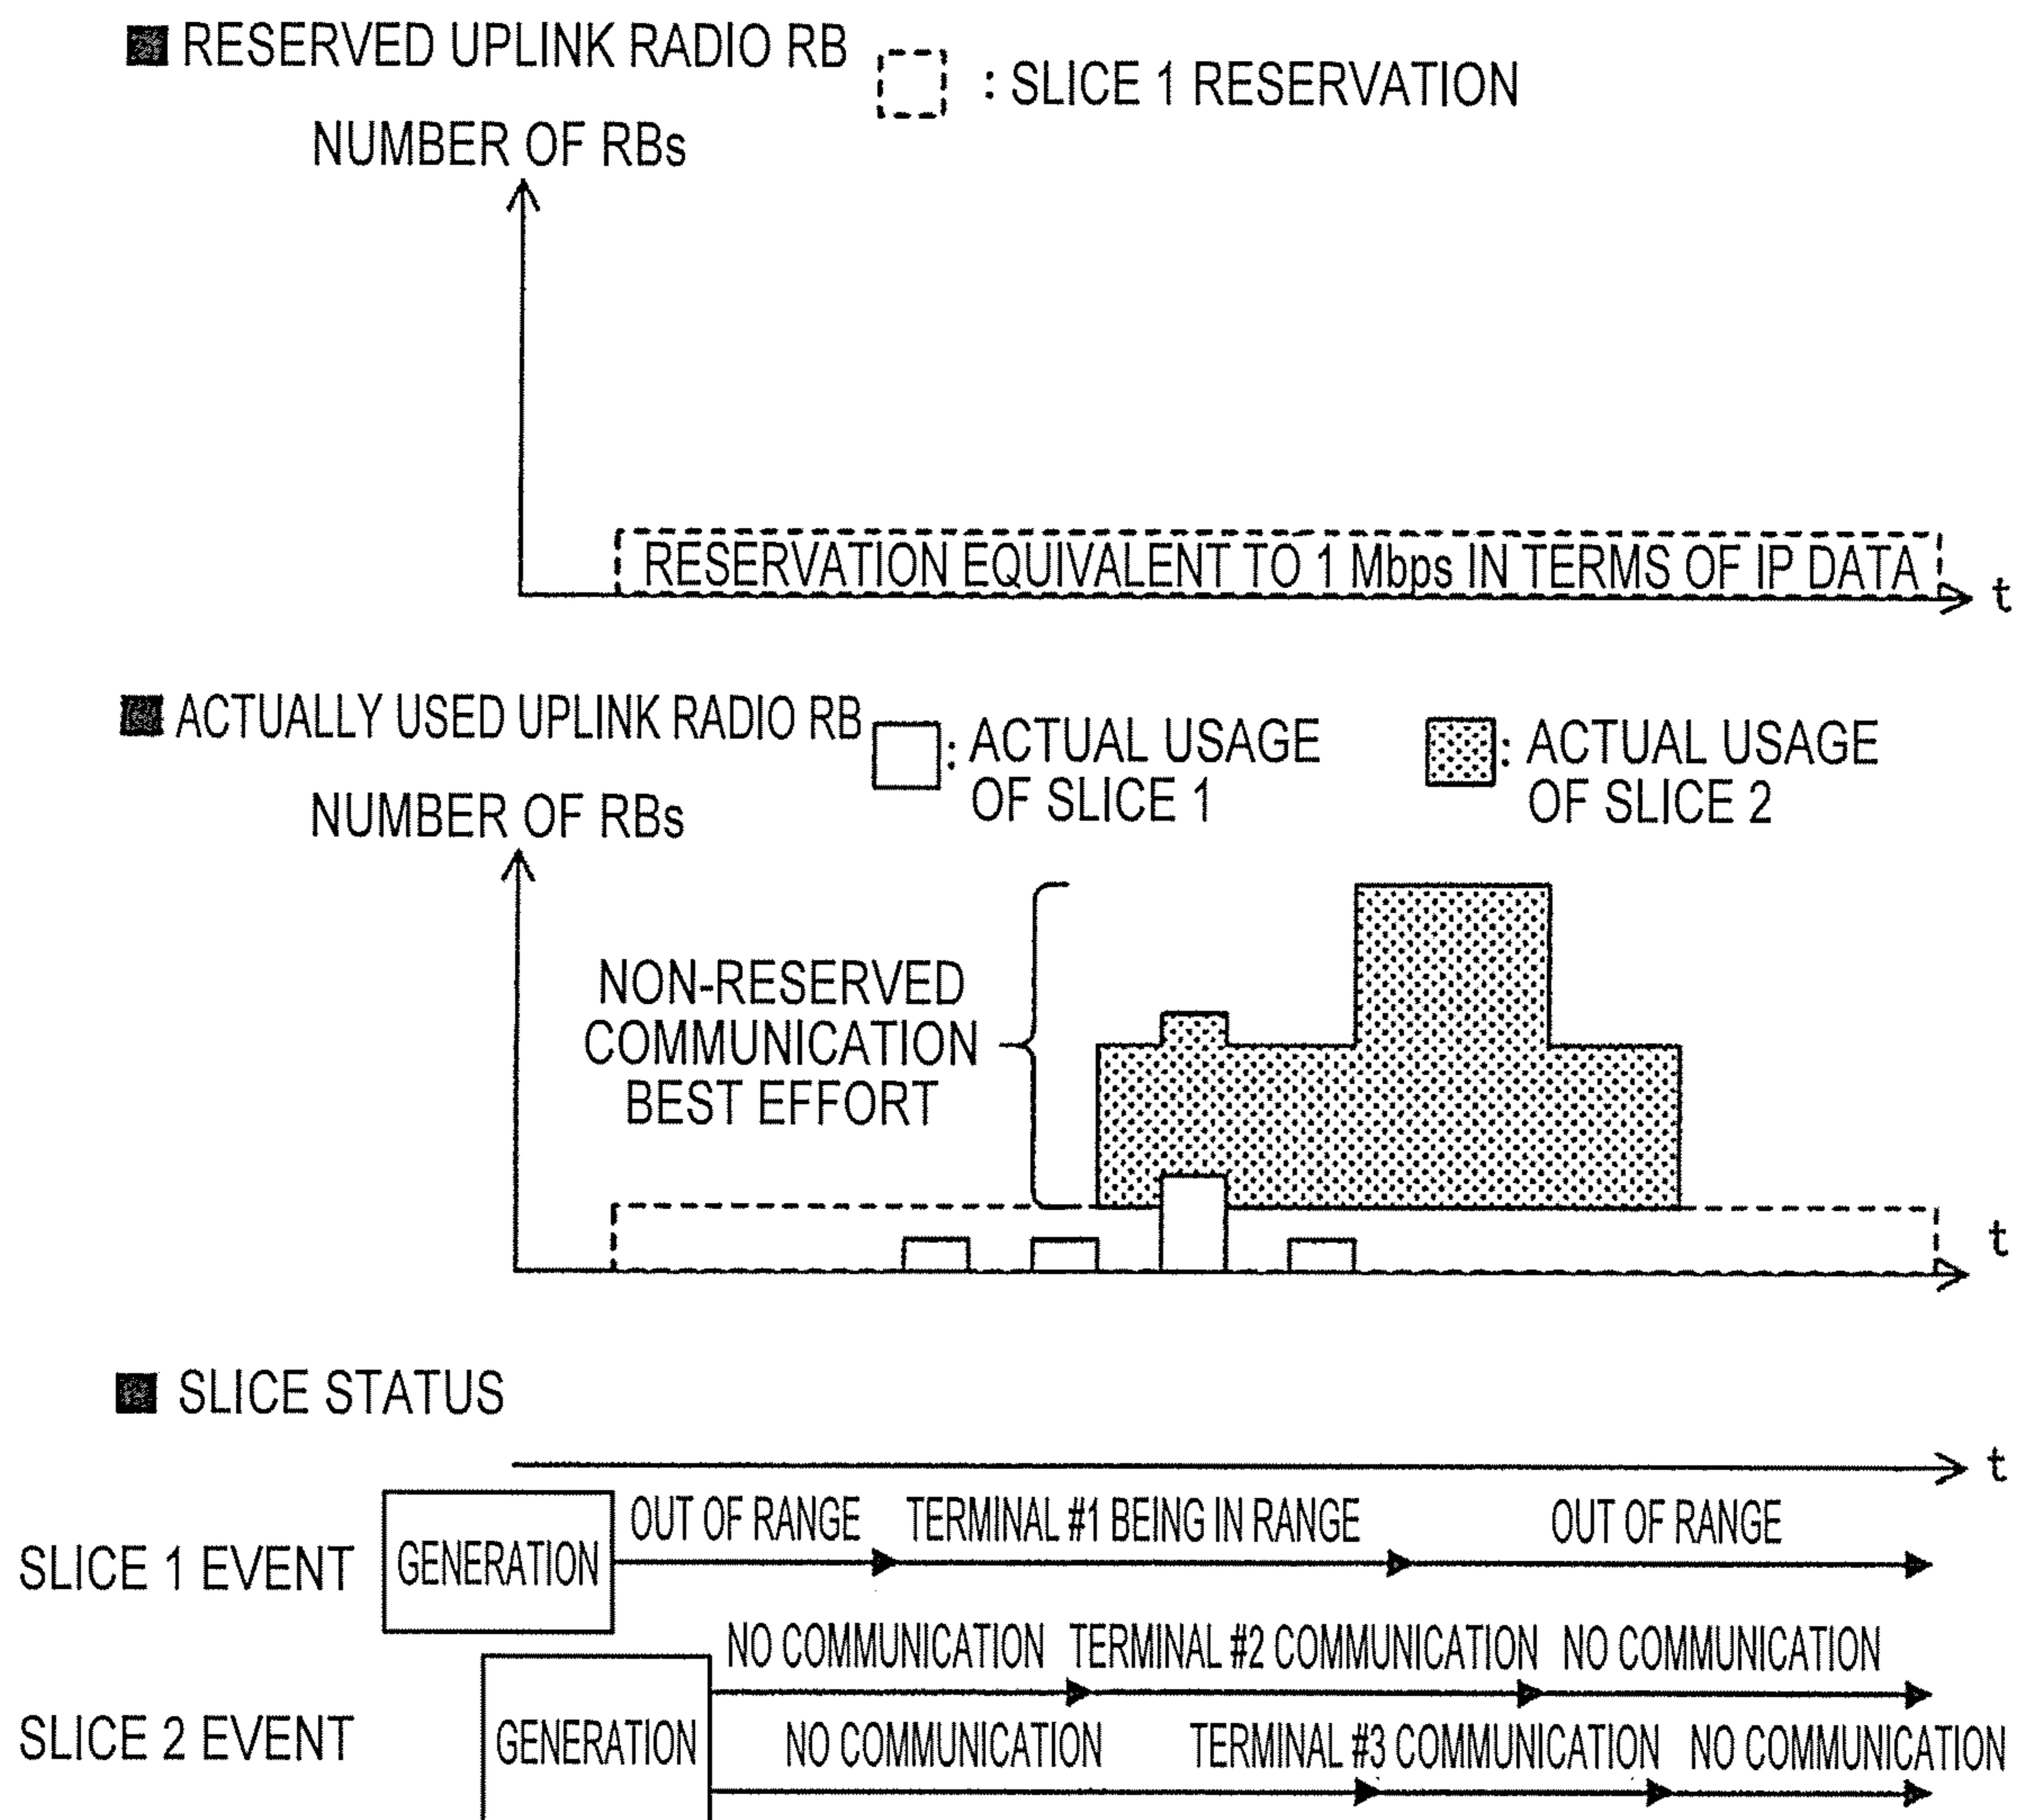 RESERVED UPLINK RADIO RB
: SLICE 1 RESERVATION
NUMBER OF RBs
RESERVATION EQUIVALENT TO 1 Mbps IN TERMS OF IP DATA
t
ACTUALLY USED UPLINK RADIO RB
: ACTUAL USAGE
OF SLICE 1
: ACTUAL USAGE
OF SLICE 2
NUMBER OF RBs
NON-RESERVED
COMMUNICATION
BEST EFFORT
t
SLICE STATUS
t
SLICE 1 EVENT
GENERATION
OUT OF RANGE
TERMINAL #1 BEING IN RANGE
OUT OF RANGE
SLICE 2 EVENT
GENERATION
NO COMMUNICATION
TERMINAL #2 COMMUNICATION
NO COMMUNICATION
NO COMMUNICATION
TERMINAL #3 COMMUNICATION
NO COMMUNICATION